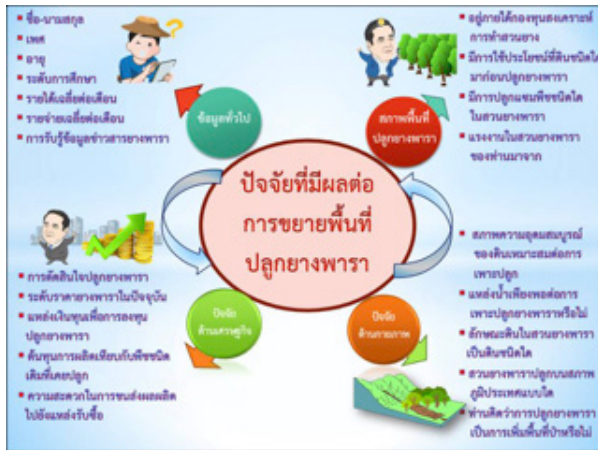 ชื่อ-นามสกุล
เพศ
อายุ
ระดับการศึกษา
รายได้เฉลี่ยต่อเดือน
รายจ่ายเฉลี่ยต่อเดือน
การรับรู้ข้อมูลข่าวสารยางพารา
ข้อมูลทั่วไป
อยู่ภายใต้กองทุนสงเคราะห์
การทำสวนยาง
มีการใช้ประโยชน์ที่ดินชนิดใด
มาก่อนปลูกยางพารา
มีการปลูกแซมพืชชนิดใด
ในสวนยางพารา
แรงงานในสวนยางพารา
ของท่านมาจาก
สภาพพื้นที่
ปลูกยางพารา
ปัจจัยที่มีผลต่อ
การขยายพื้นที่
ปลูกยางพารา
การตัดสินใจปลูกยางพารา
ระดับราคายางพาราในปัจจุบัน
แหล่งเงินทุนเพื่อการลงทุน
ปลูกยางพารา
ต้นทุนการผลิตเทียบกับพืชชนิด
เดิมที่เคยปลูก
ความสะดวกในการขนส่งผลผลิต
ไปยังแหล่งรับซื้อ
ปัจจัย
ด้านเศรษฐกิจ
ปัจจัย
ด้านกายภาพ
สภาพความอุดมสมบูรณ์
ของดินเหมาะสมต่อการ
เพาะปลูก
แหล่งน้ำเพียงพอต่อการ
เพาะปลูกยางพาราหรือไม่
ลักษณะดินในสวนยางพารา
เป็นดินชนิดใด
สวนยางพาราปลูกบนสภาพ
ภูมิประเทศแบบใด
ท่านคิดว่าการปลูกยางพารา
เป็นการเพิ่มพื้นที่ป่าหรือไม่